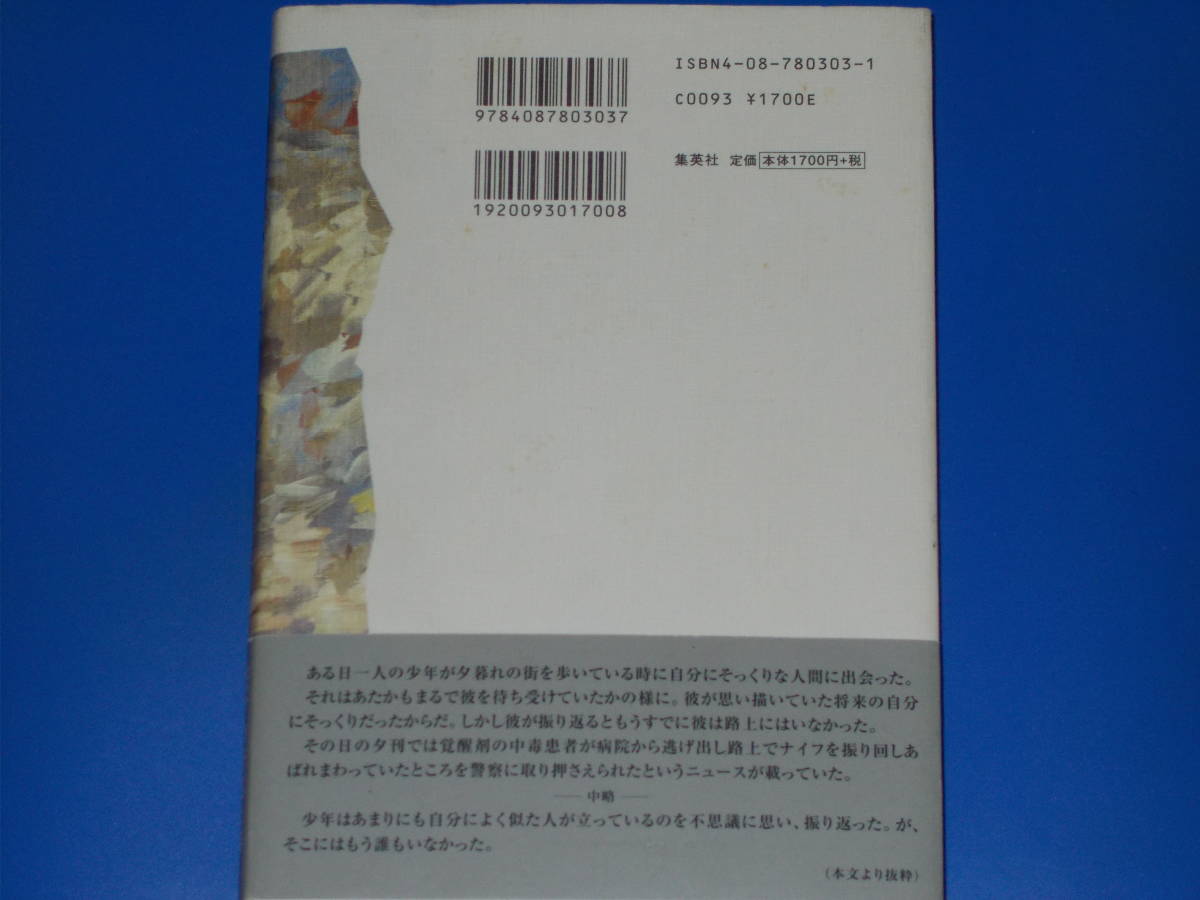 ISBN4-08-780303-1
C0093 ¥1700E
9784087803037
集英社 定価 本体1700円+税
1920093017008
ある日一人の少年が夕暮れの街を歩いている時に自分にそっくりな人間に出会った。
それはあたかもまるで彼を待ち受けていたかの様に。彼が思い描いていた将来の自分
にそっくりだったからだ。しかし彼が振り返るともうすでに彼は路上にはいなかった。
その日の夕刊では覚醒剤の中毒患者が病院から逃げ出し路上でナイフを振り回しあ
ばれまわっていたところを警察に取り押さえられたというニュースが載っていた。
―― 中略 ――
少年はあまりにも自分によく似た人が立っているのを不思議に思い、振り返った。が、
そこにはもう誰もいなかった。
(本文より抜粋)